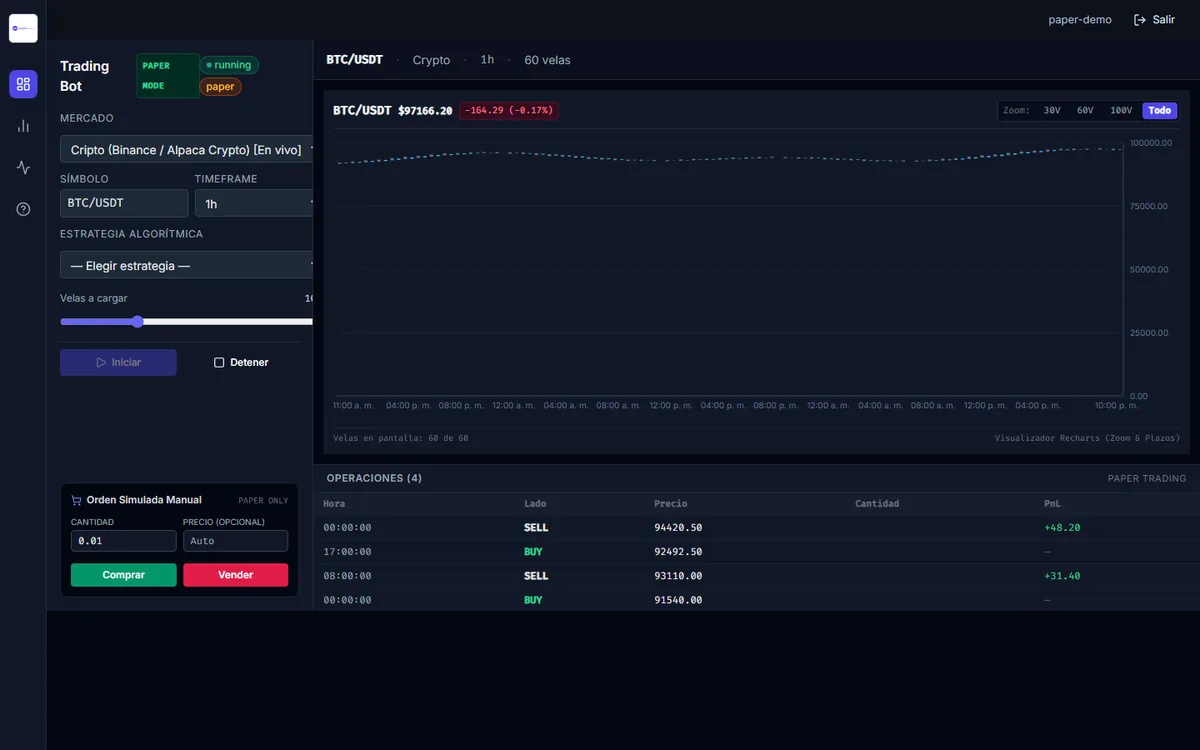 paper-demo
Salir
Trading Bot
PAPER MODE
running
paper
MERCADO
Cripto (Binance / Alpaca Crypto) [En vivo]
SÍMBOLO
TIMEFRAME
BTC/USDT
1h
ESTRATEGIA ALGORÍTMICA
— Elegir estrategia —
Velas a cargar
Iniciar
Detener
Orden Simulada Manual
PAPER ONLY
CANTIDAD
PRECIO (OPCIONAL)
0.01
Auto
Comprar
Vender
BTC/USDT · Crypto · 1h · 60 velas
BTC/USDT $97166.20 -164.29 (-0.17%)
Zoom: 30V 60V 100V Todo
100000.00
75000.00
50000.00
25000.00
0.00
11:00 a. m. 04:00 p. m. 08:00 p. m. 12:00 a. m. 04:00 a. m. 08:00 a. m. 12:00 p. m. 04:00 p. m. 08:00 p. m. 12:00 a. m. 04:00 a. m. 08:00 a. m. 12:00 p. m. 04:00 p. m. 10:00 p. m.
Velas en pantalla: 60 de 60
Visualizador Recharts (Zoom & Plazos)
OPERACIONES (4)
PAPER TRADING
Hora Lado Precio Cantidad PnL
00:00:00 SELL 94420.50 +48.20
17:00:00 BUY 92492.50 —
08:00:00 SELL 93110.00 +31.40
00:00:00 BUY 91540.00 —